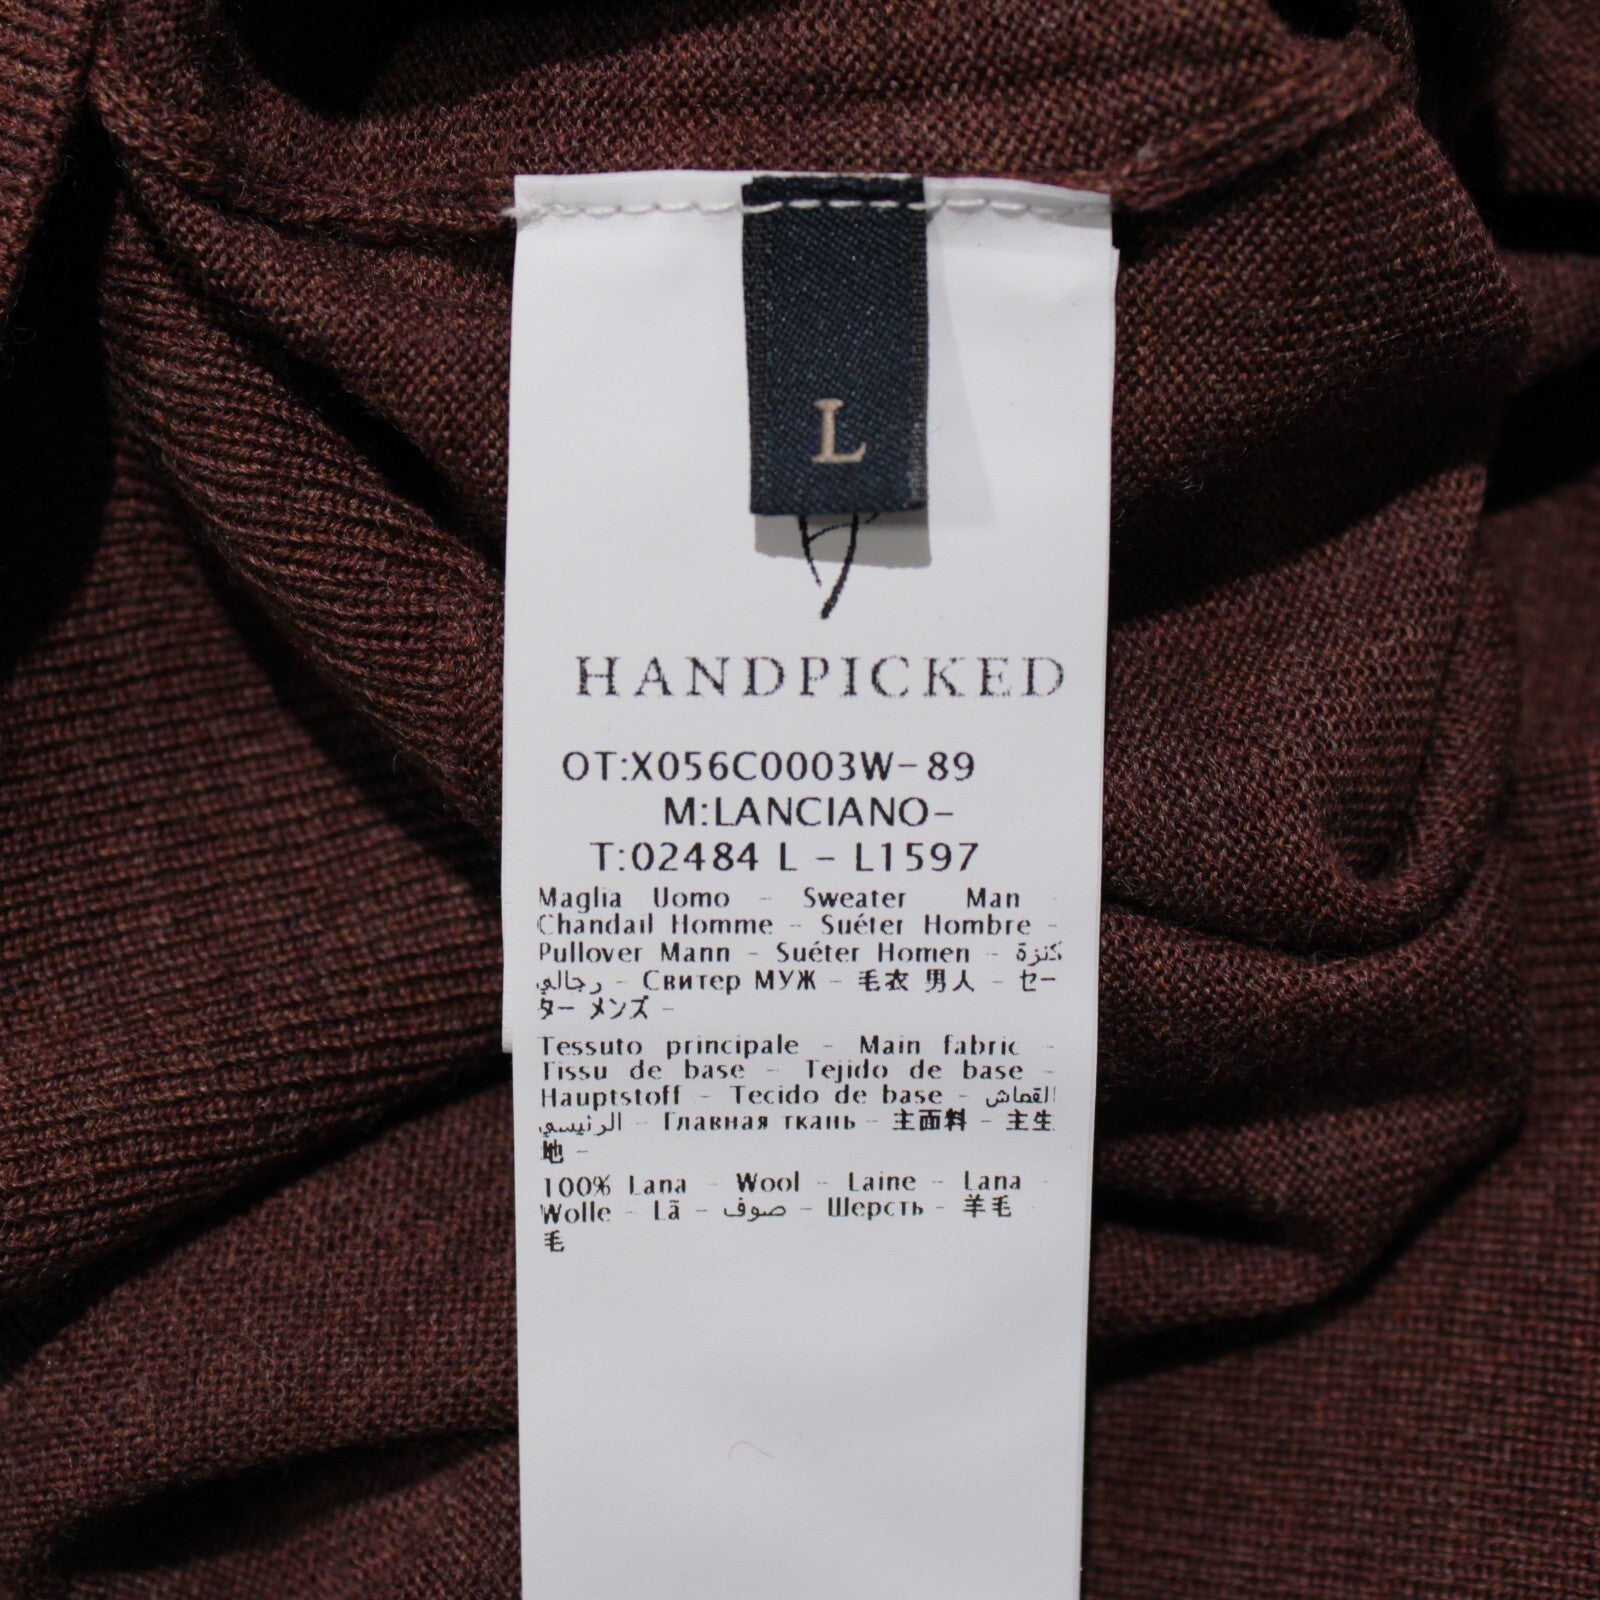 L
HANDPICKED
OT:X056C0003W-89
M:LANCIANO-
T:02484 L - L1597
Maglia Uomo - Sweater Man -
Chandail Homme - Suéter Hombre -
Pullover Mann - Suéter Homen - كنزة
رجالي - Свитер МУЖ - 毛衣 男人 - セー
ター メンズ -
Tessuto principale - Main fabric -
Tissu de base - Tejido de base -
Hauptstoff - Tecido de base - القماش
الرئيسي - Главная ткань - 主面料 - 主生
地 -
100% Lana - Wool - Laine - Lana -
Wolle - Lã - صوف - Шерсть - 羊毛
毛